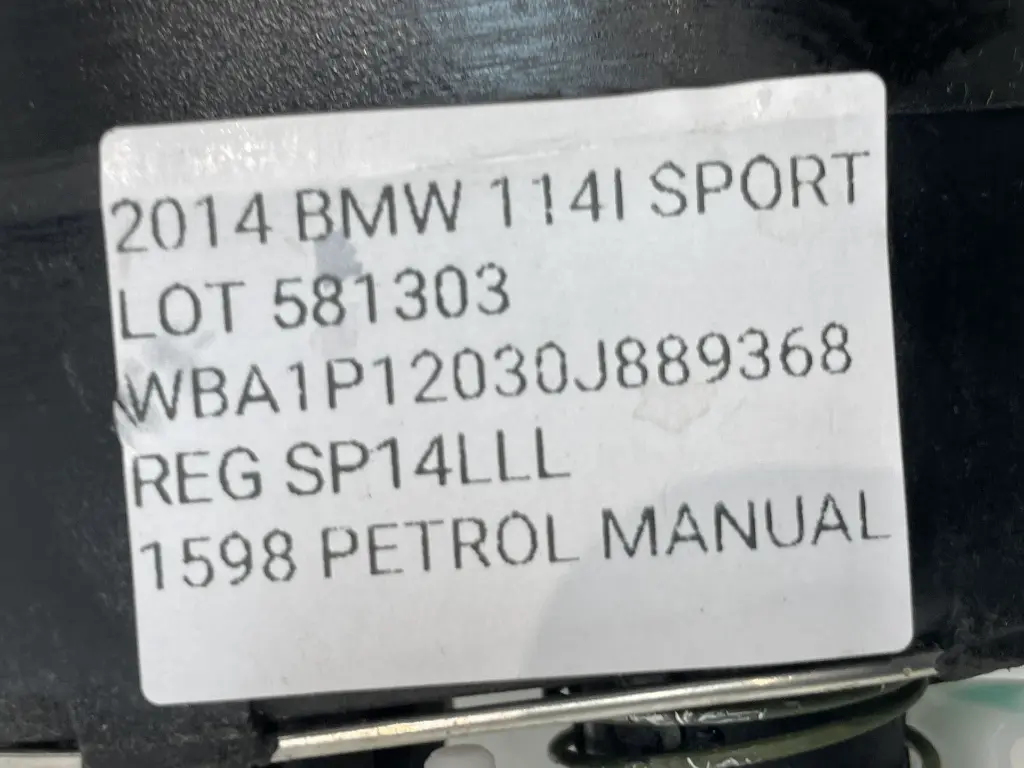 2014 BMW 114I SPORT
LOT 581303
WBA1P12030J889368
REG SP14LLL
1598 PETROL MANUAL